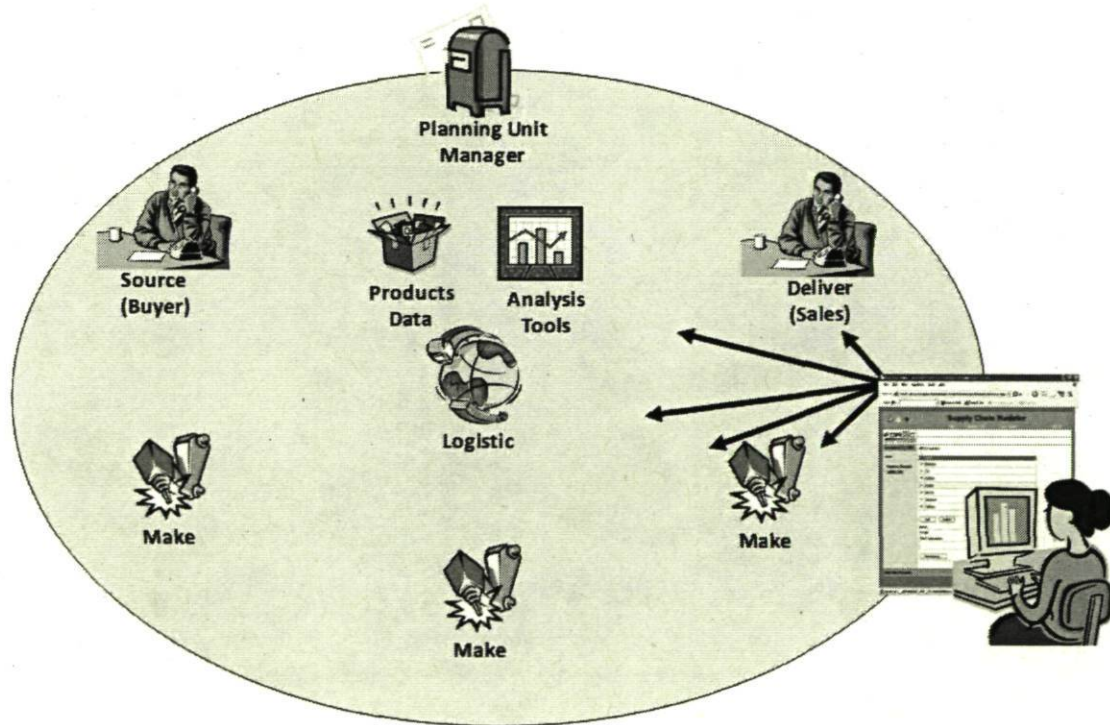 Planning Unit
Manager
Source
(Buyer)
Products
Data
Analysis
Tools
Deliver
(Sales)
Logistic
Supply Chain Modeler
Make
Make
Make